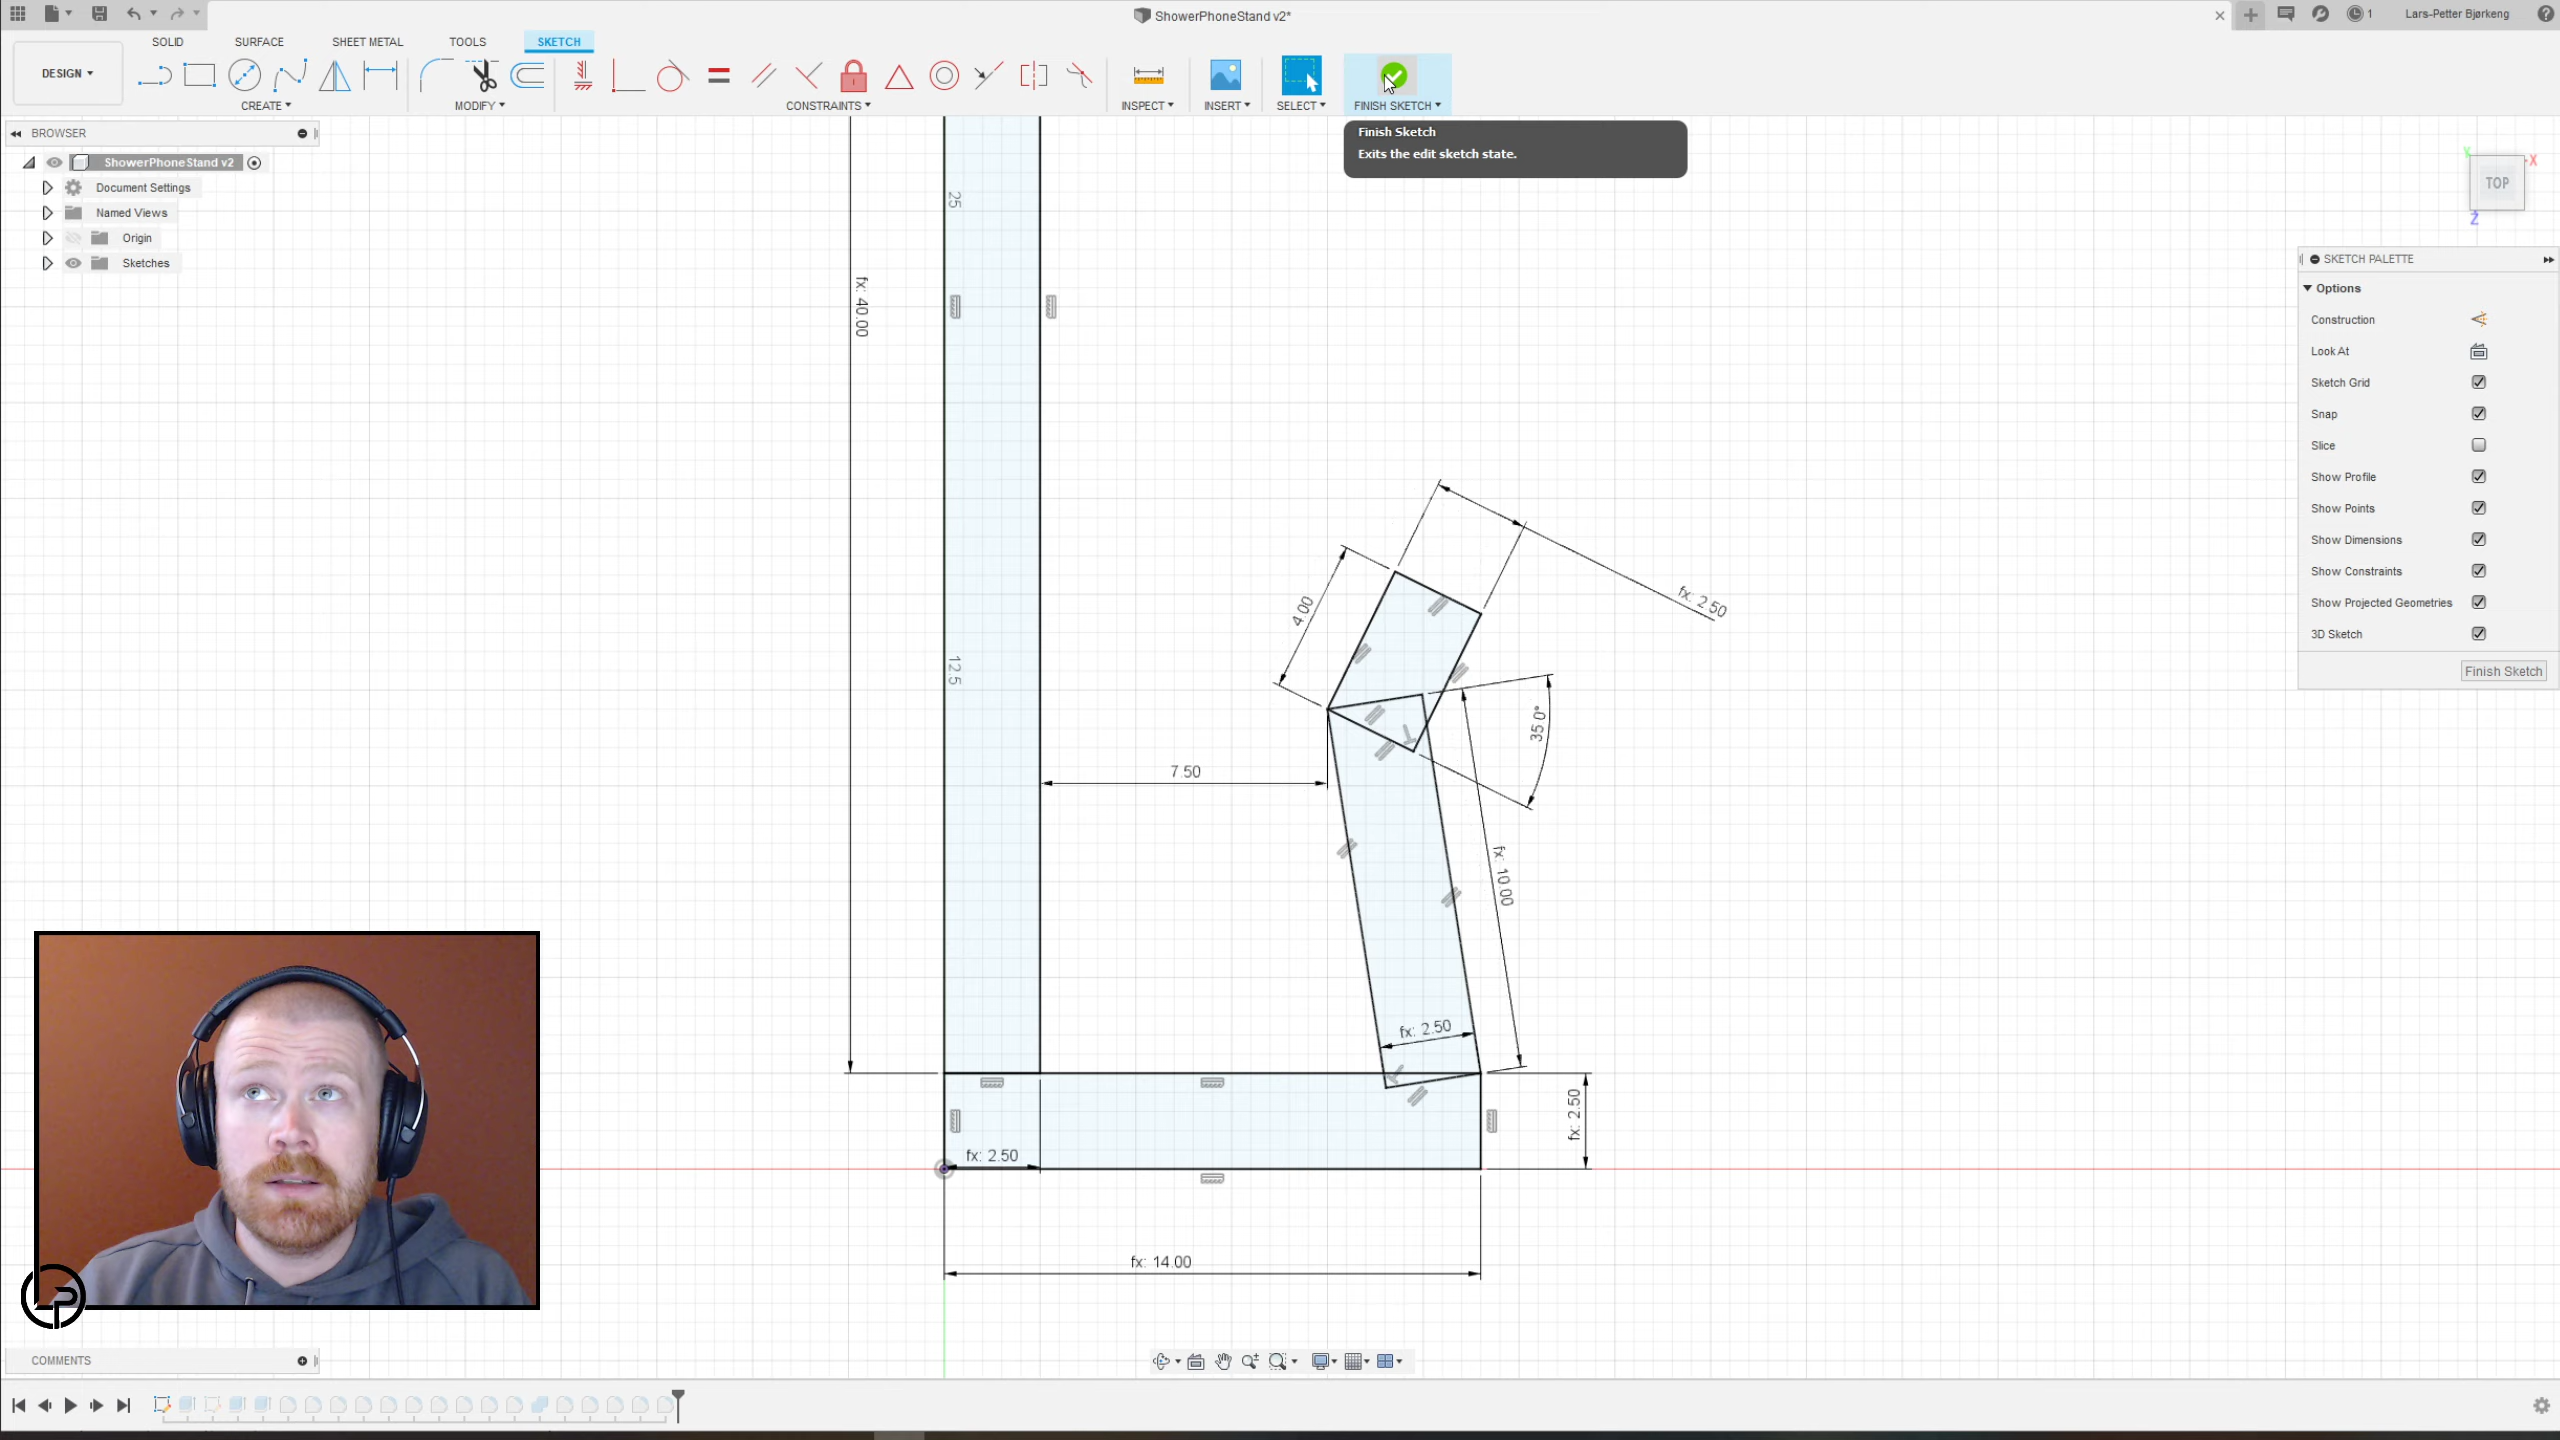 ShowerPhoneStand v2*
1
Lars-Petter Bjørkeng
SOLID
SURFACE
SHEET METAL
TOOLS
SKETCH
DESIGN
CREATE
MODIFY
CONSTRAINTS
INSPECT
INSERT
SELECT
FINISH SKETCH
Finish Sketch
Exits the edit sketch state.
BROWSER
ShowerPhoneStand v2
Document Settings
Named Views
Origin
Sketches
TOP
X
Y
Z
SKETCH PALETTE
Options
Construction
Look At
Sketch Grid
Snap
Slice
Show Profile
Show Points
Show Dimensions
Show Constraints
Show Projected Geometries
3D Sketch
Finish Sketch
25
fx: 40.00
12.5
4.00
fx: 2.50
35.0°
7.50
fx: 10.00
fx: 2.50
fx: 2.50
fx: 2.50
fx: 14.00
COMMENTS